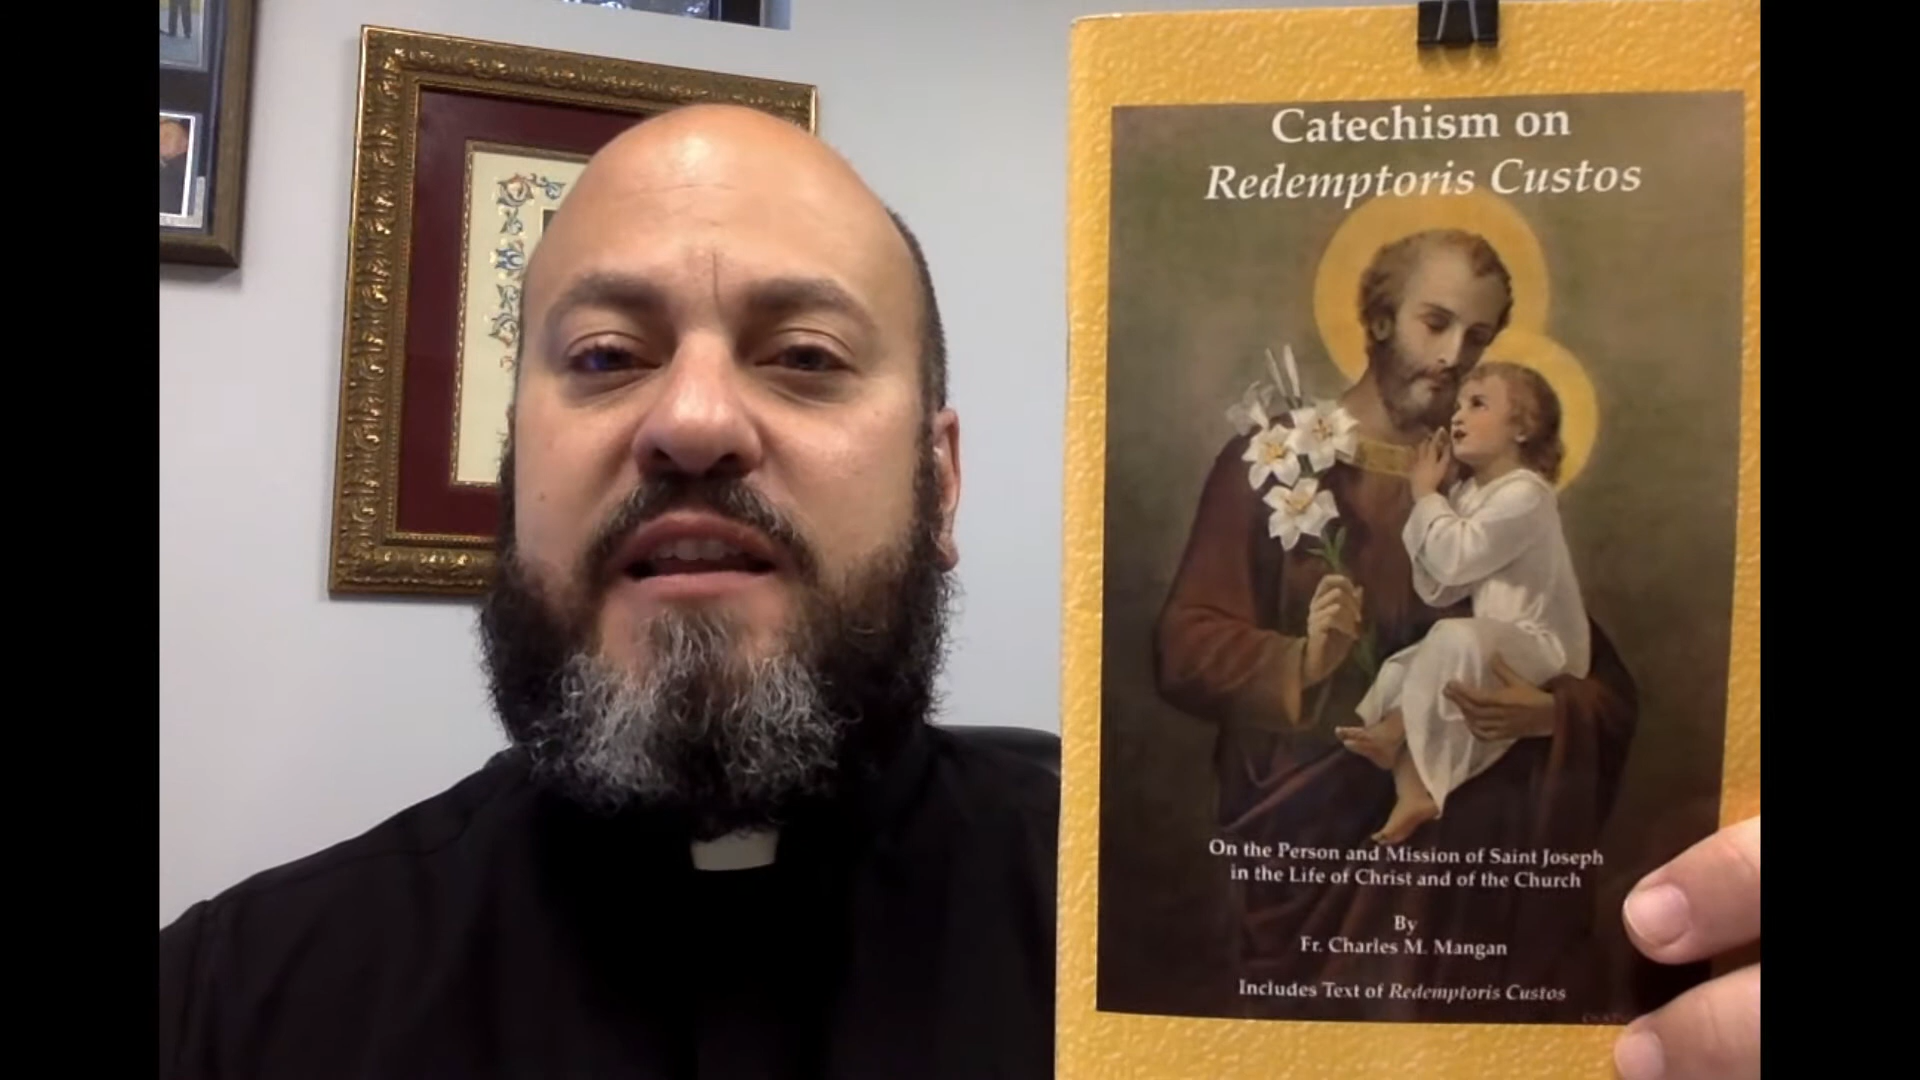 Catechism on
Redemptoris Custos
On the Person and Mission of Saint Joseph
in the Life of Christ and of the Church
By
Fr. Charles M. Mangan
Includes Text of Redemptoris Custos